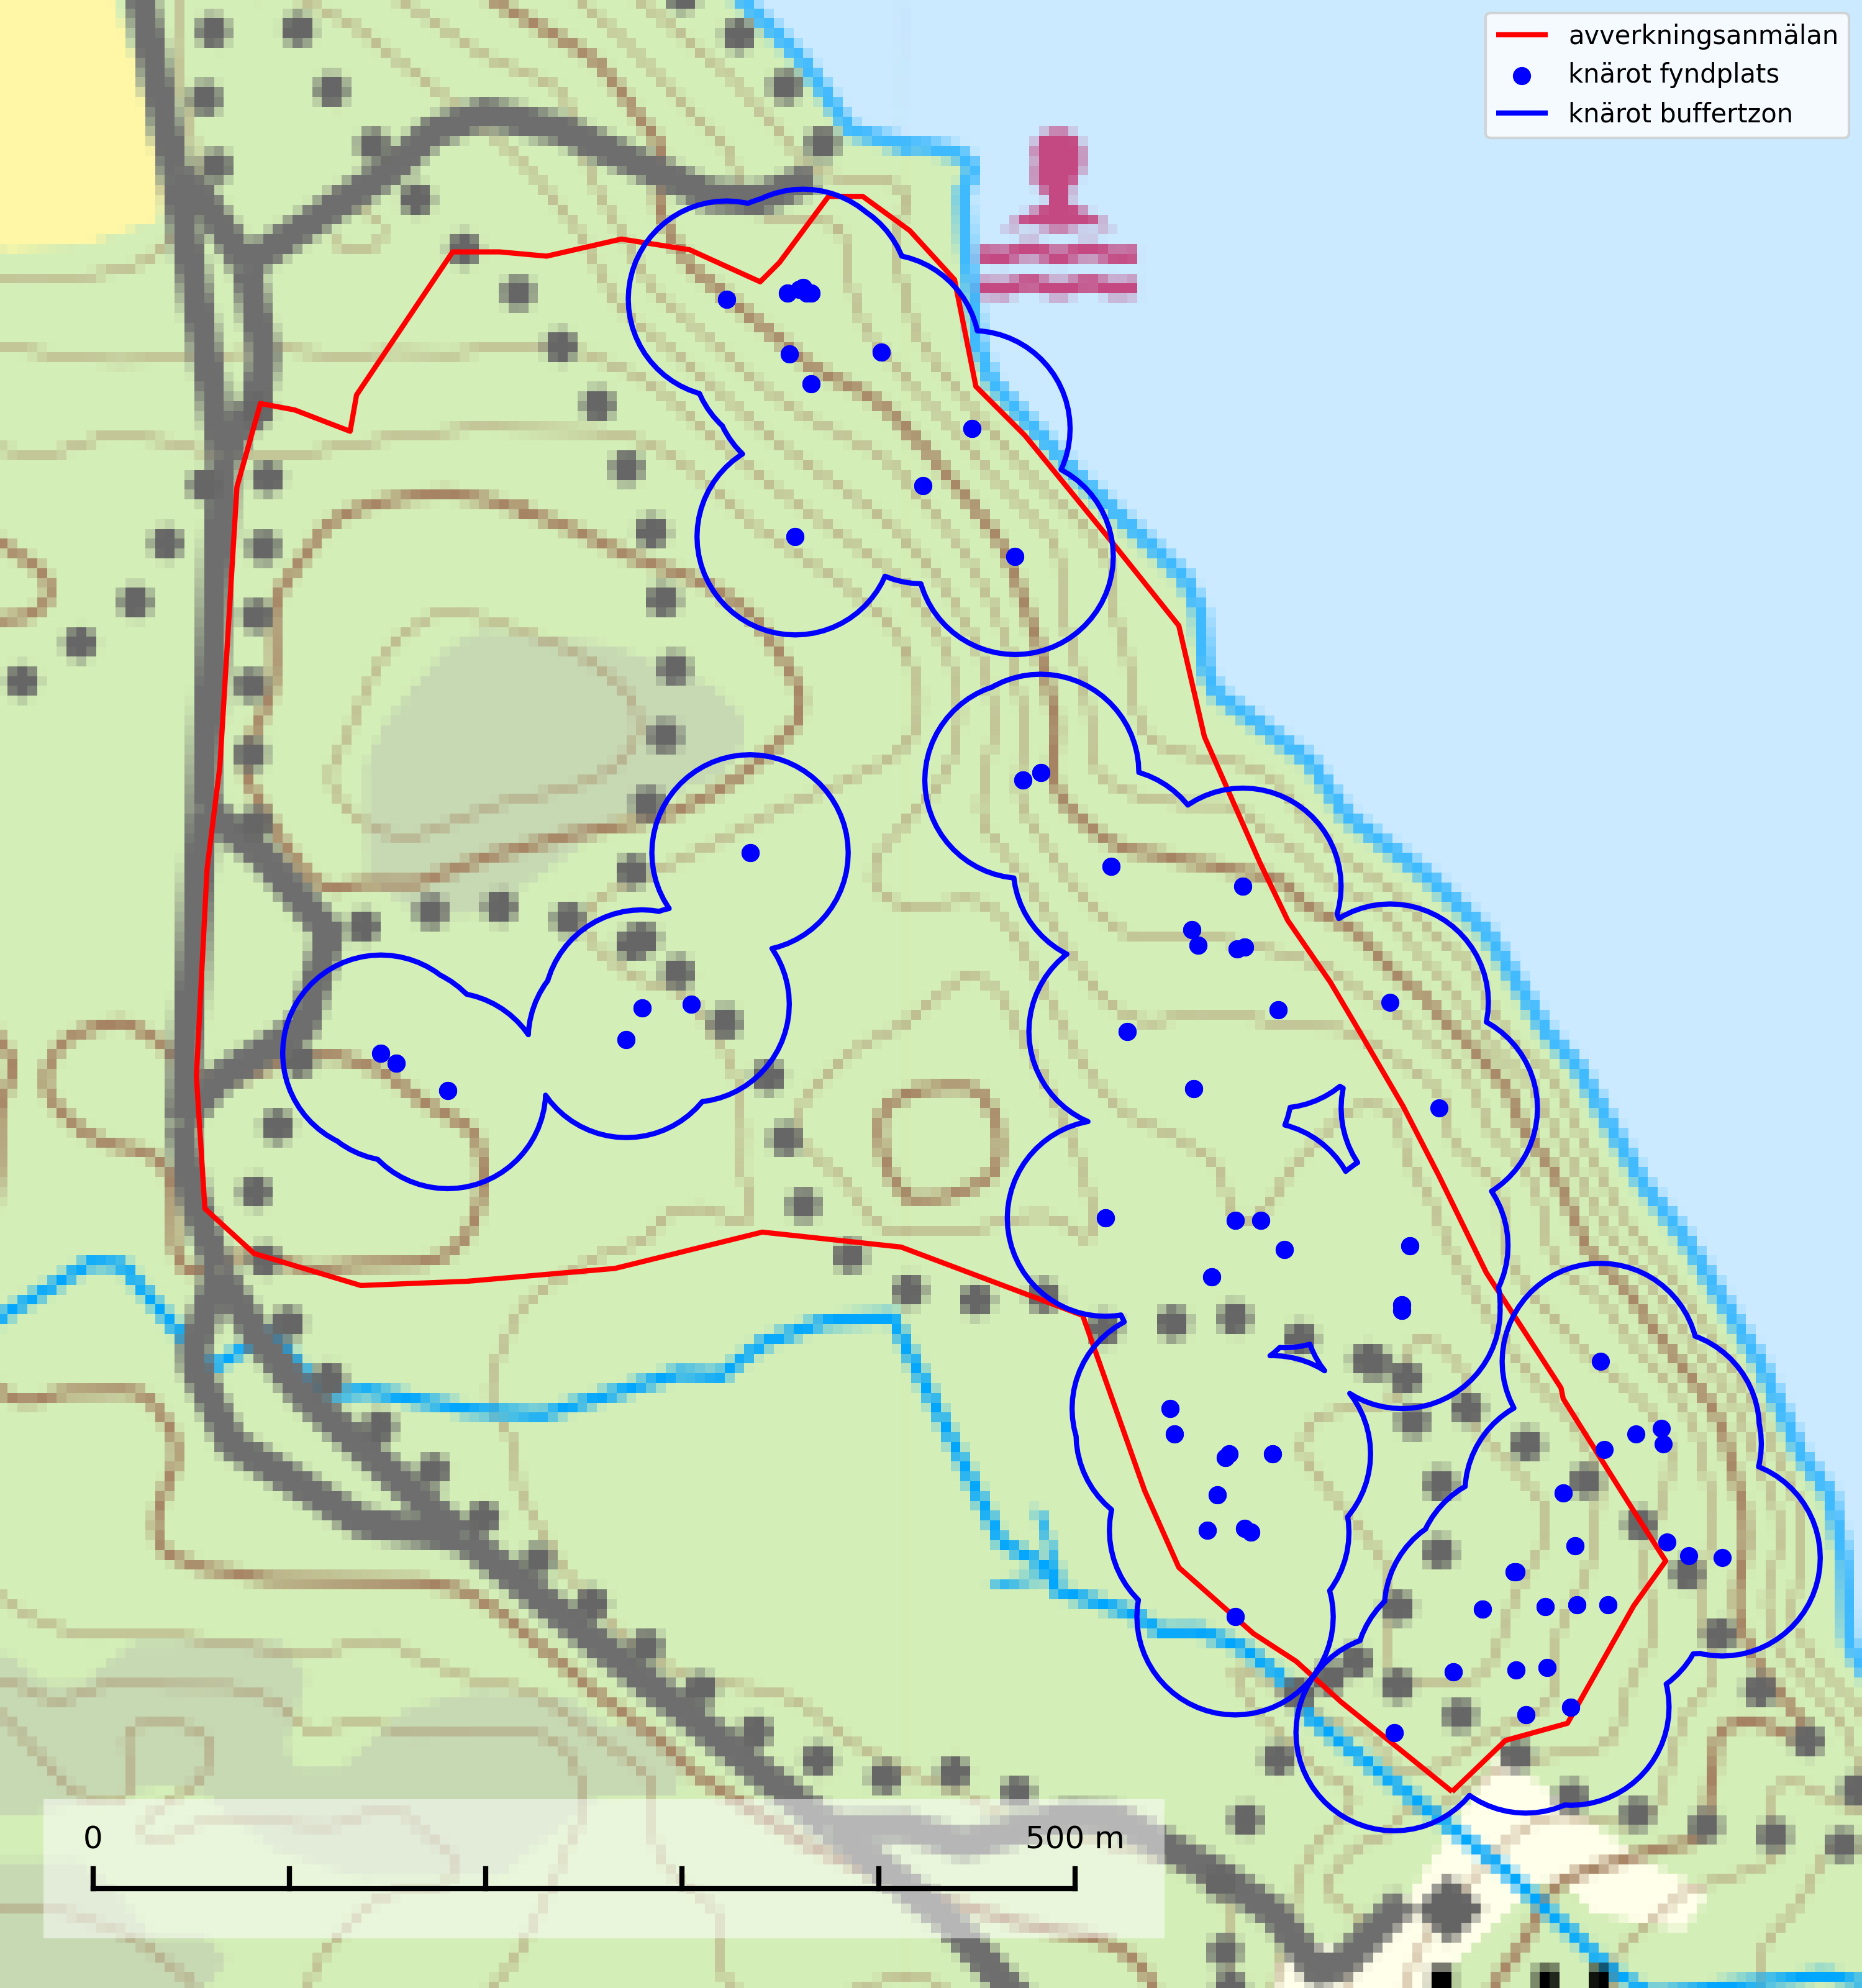 avverkningsanmälan
knärot fyndplats
knärot buffertzon
0 500 m